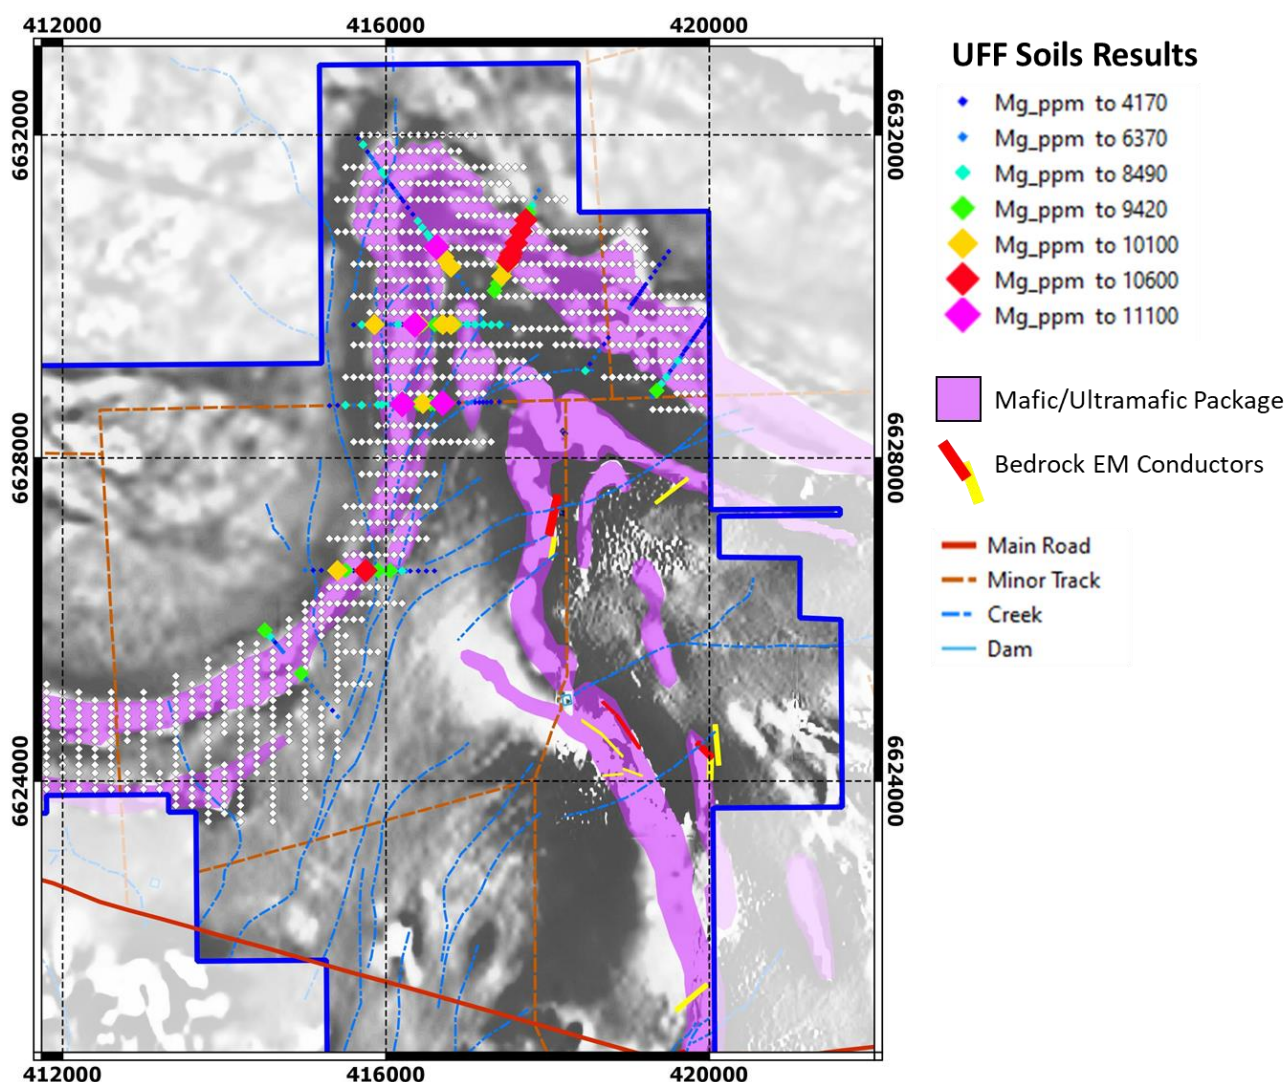 412000 416000 420000
UFF Soils Results
Mg_ppm to 4170
6632000 6632000
Mg_ppm to 6370
Mg_ppm to 8490
Mg_ppm to 9420
Mg_ppm to 10100
Mg_ppm to 10600
Mg_ppm to 11100
Mafic/Ultramafic Package
6628000 6628000
Bedrock EM Conductors
Main Road
Minor Track
Creek
Dam
6624000 6624000
412000 416000 420000